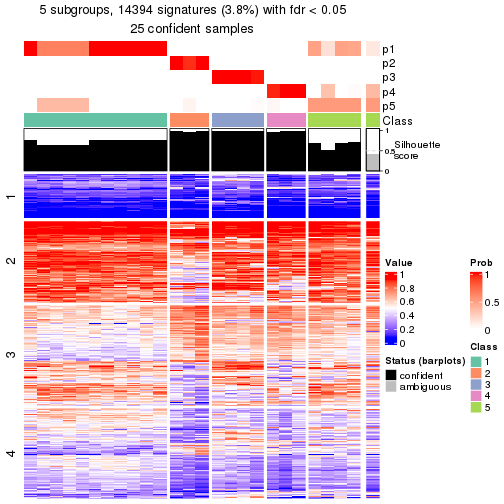 5 subgroups, 14394 signatures (3.8%) with fdr < 0.05
25 confident samples
p1
p2
p3
p4
p5
Class
1
0.5
0
Silhouette
score
1
2
3
4
Value
1
0.8
0.6
0.4
0.2
0
Status (barplots)
confident
ambiguous
Prob
1
0.5
0
Class
1
2
3
4
5